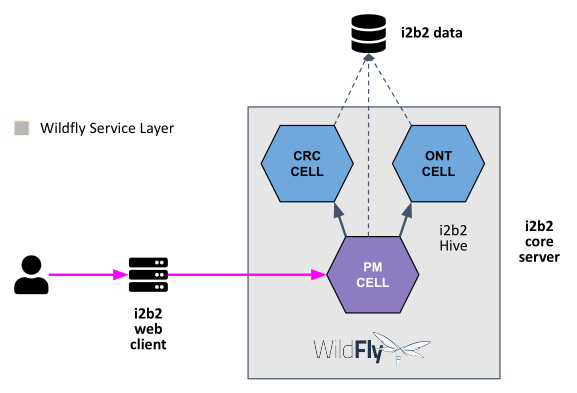 i2b2 data
Wildfly Service Layer
CRC
CELL
ONT
CELL
i2b2
Hive
i2b2
core
server
PM
CELL
i2b2
web
client
WildFly